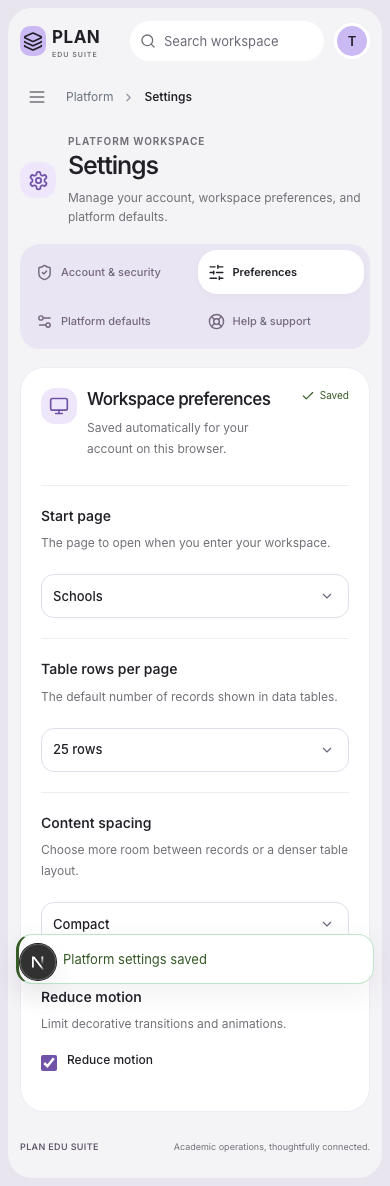 PLAN
EDU SUITE
Search workspace
T
Platform
Settings
PLATFORM WORKSPACE
Settings
Manage your account, workspace preferences, and
platform defaults.
Account & security
Preferences
Platform defaults
Help & support
Workspace preferences
Saved
Saved automatically for your
account on this browser.
Start page
The page to open when you enter your workspace.
Schools
Table rows per page
The default number of records shown in data tables.
25 rows
Content spacing
Choose more room between records or a denser table
layout.
Compact
N
Platform settings saved
Reduce motion
Limit decorative transitions and animations.
Reduce motion
PLAN EDU SUITE
Academic operations, thoughtfully connected.